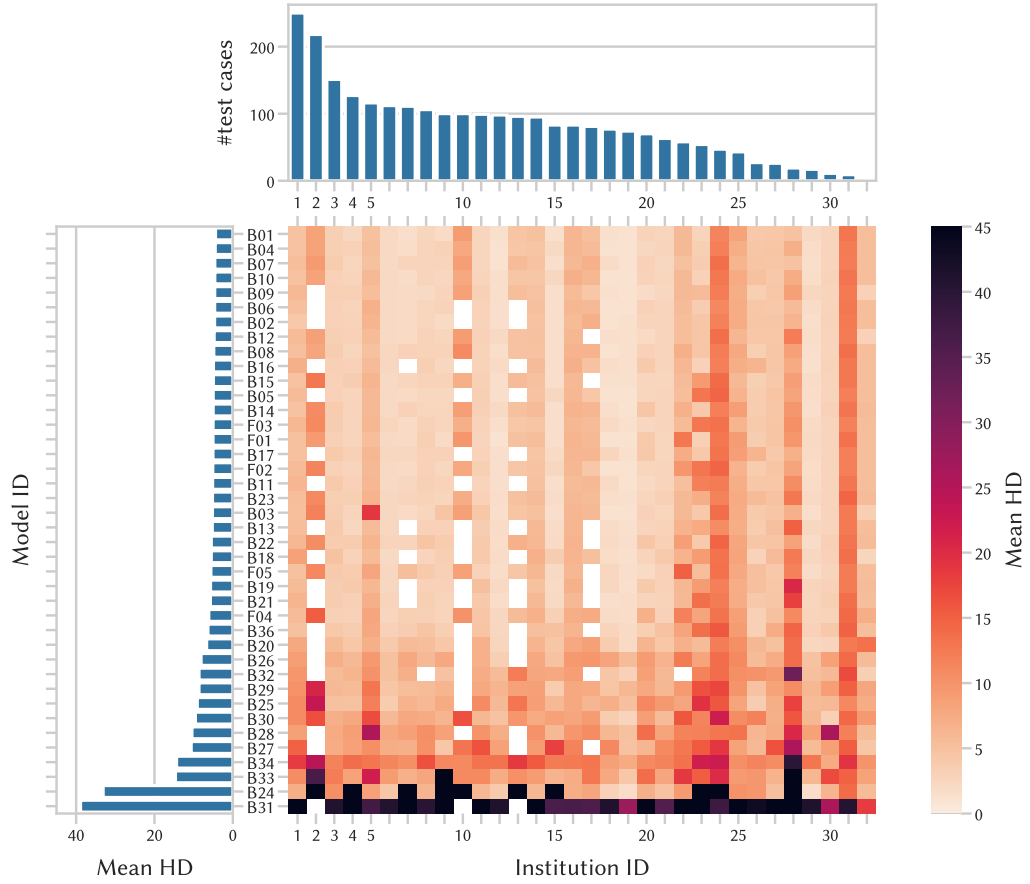 #test cases
200
100
0
1 2 3 4 5 10 15 20 25 30
Model ID
B01
B04
B07
B10
B09
B06
B02
B12
B08
B16
B15
B05
B14
F03
F01
B17
F02
B11
B23
B03
B13
B22
B18
F05
B19
B21
F04
B36
B20
B26
B32
B29
B25
B30
B28
B27
B34
B33
B24
B31
40 20 0
Mean HD
1 2 3 4 5 10 15 20 25 30
Institution ID
45
40
35
30
25
20
15
10
5
0
Mean HD